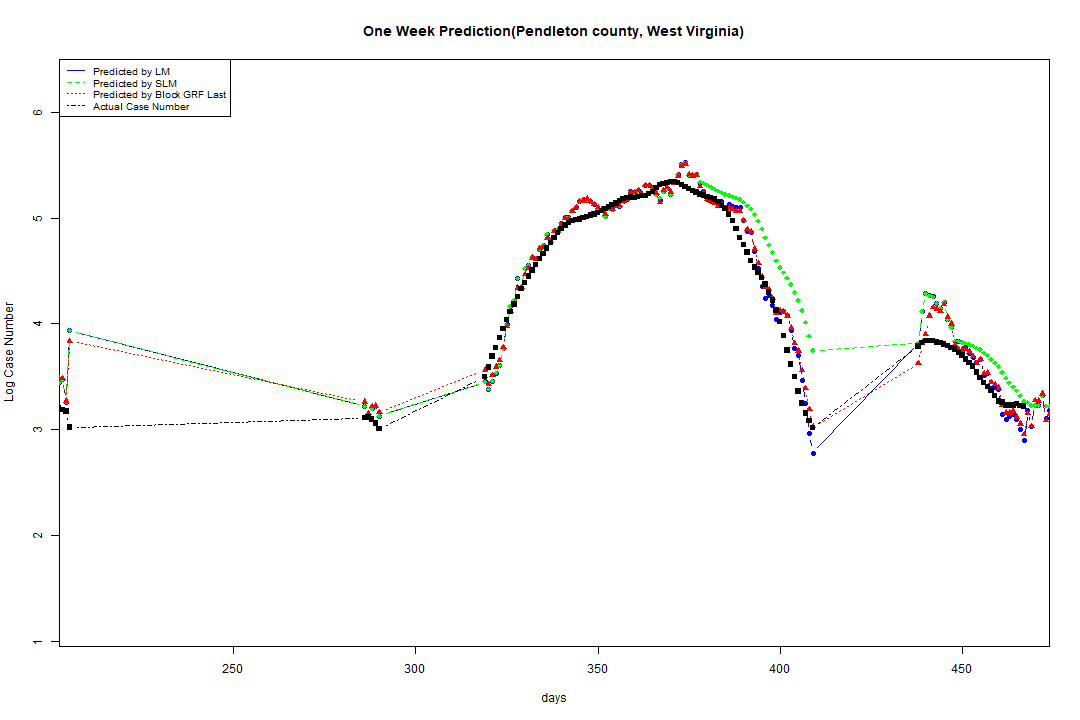 One Week Prediction(Pendleton county, West Virginia)
Predicted by LM
Predicted by SLM
Predicted by Block GRF Last
Actual Case Number
6
5
4
3
2
1
Log Case Number
250 300 350 400 450
days